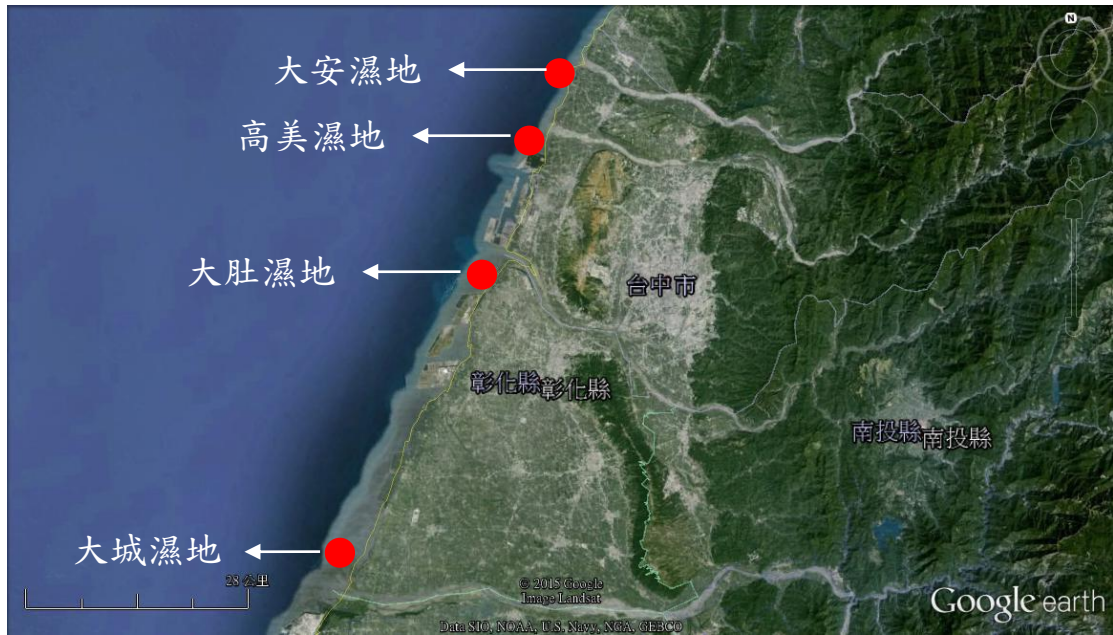 N
大安濕地
高美濕地
大肚濕地
台中市
彰化縣彰化縣
南投縣南投縣
大城濕地
28 公里
© 2015 Google
Image Landsat
Data SIO, NOAA, U.S. Navy, NGA, GEBCO
Google earth